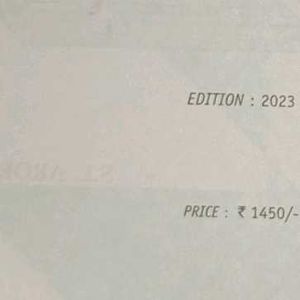 EDITION : 2023
PRICE : ₹ 1450/-